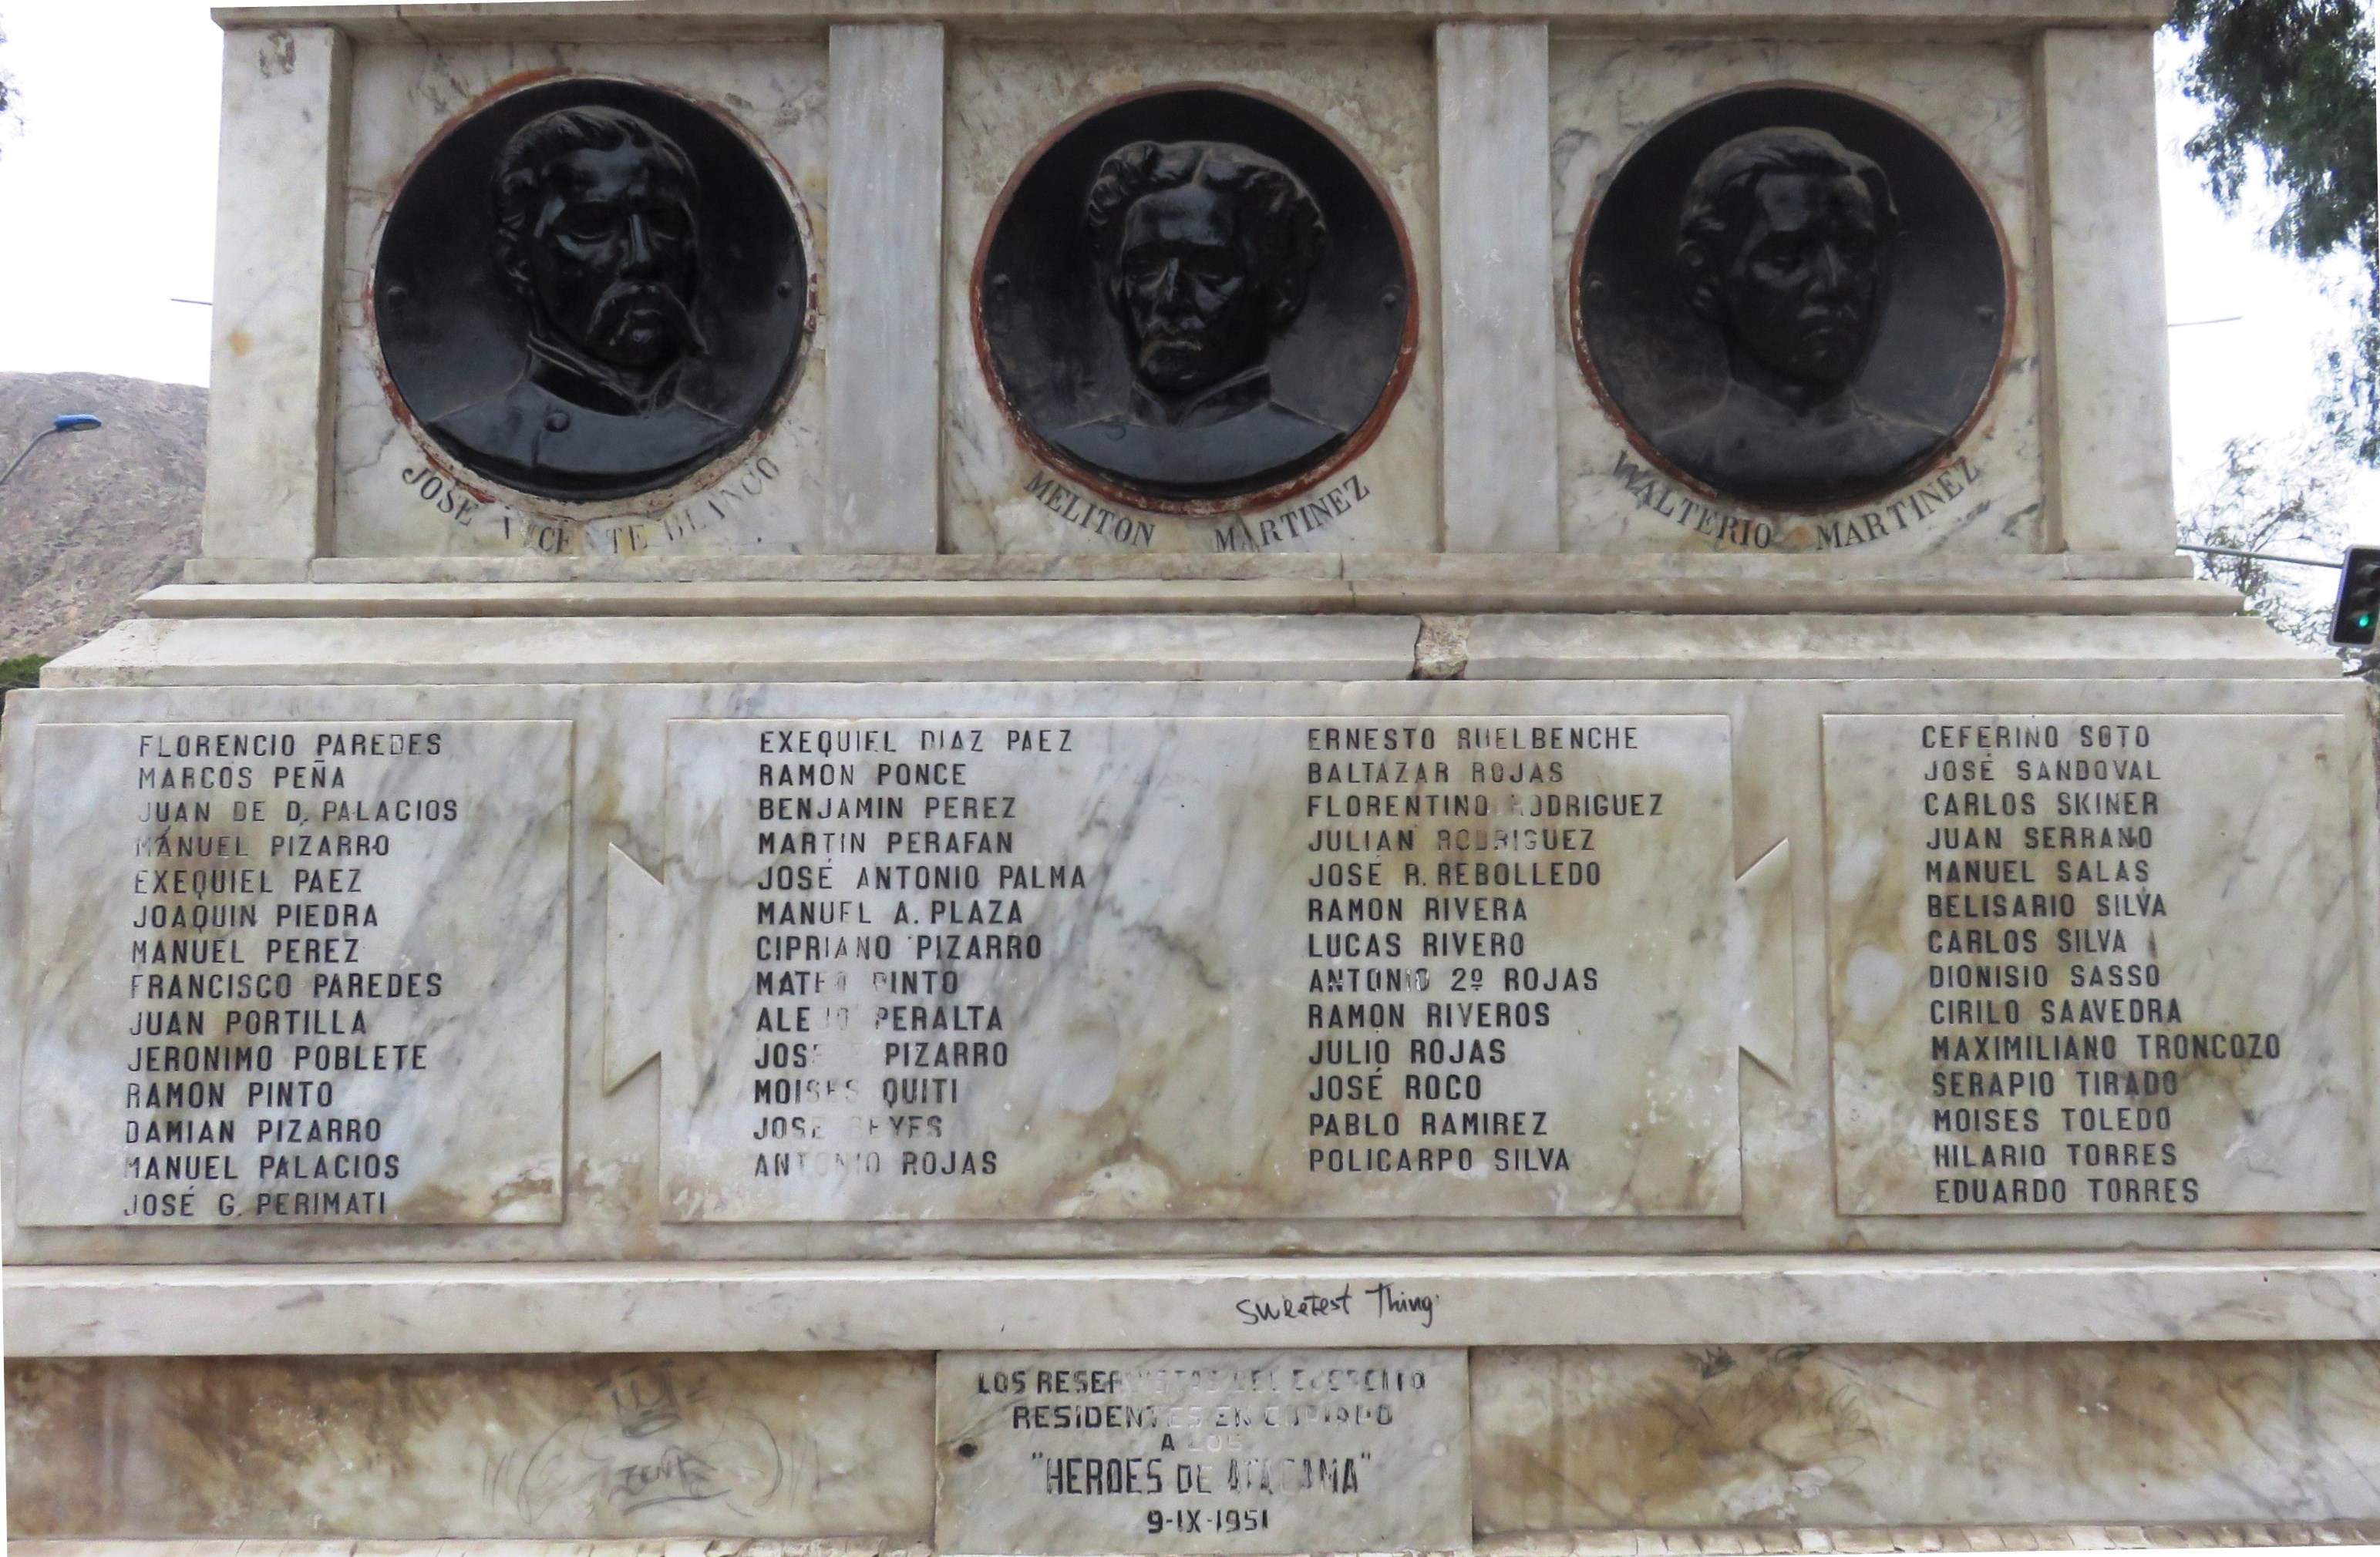 JOSE VICENTE BLANCO
MELITON MARTINEZ
WALTERIO MARTINEZ
FLORENCIO PAREDES
MARCOS PEÑA
JUAN DE D. PALACIOS
MANUEL PIZARRO
EXEQUIEL PAEZ
JOAQUIN PIEDRA
MANUEL PEREZ
FRANCISCO PAREDES
JUAN PORTILLA
JERONIMO POBLETE
RAMON PINTO
DAMIAN PIZARRO
MANUEL PALACIOS
JOSÉ G. PERIMATI
EXEQUIEL DIAZ PAEZ
RAMON PONCE
BENJAMIN PEREZ
MARTIN PERAFAN
JOSÉ ANTONIO PALMA
MANUEL A. PLAZA
CIPRIANO PIZARRO
MATEO PINTO
ALEJO PERALTA
JOSE PIZARRO
MOISES QUITI
JOSE REYES
ANTONIO ROJAS
ERNESTO RUELBENCHE
BALTAZAR ROJAS
FLORENTINO RODRIGUEZ
JULIAN RODRIGUEZ
JOSÉ R. REBOLLEDO
RAMON RIVERA
LUCAS RIVERO
ANTONIO 2º ROJAS
RAMON RIVEROS
JULIO ROJAS
JOSÉ ROCO
PABLO RAMIREZ
POLICARPO SILVA
CEFERINO SOTO
JOSÉ SANDOVAL
CARLOS SKINER
JUAN SERRANO
MANUEL SALAS
BELISARIO SILVA
CARLOS SILVA
DIONISIO SASSO
CIRILO SAAVEDRA
MAXIMILIANO TRONCOZO
SERAPIO TIRADO
MOISES TOLEDO
HILARIO TORRES
EDUARDO TORRES
Sweetest Thing
LOS RESERVISTAS DEL EJERCITO
RESIDENTES EN COPIAPO
A LOS
"HEROES DE ATACAMA"
9-IX-1951